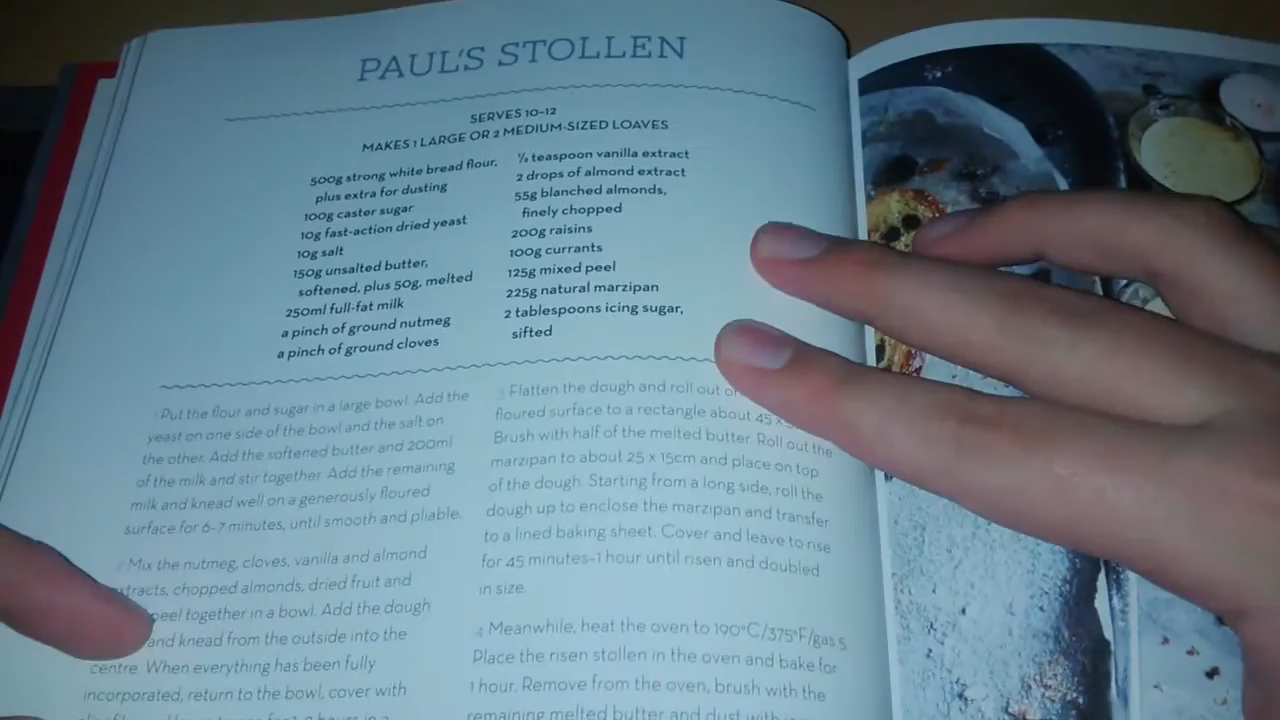 PAUL'S STOLLEN
SERVES 10-12
MAKES 1 LARGE OR 2 MEDIUM-SIZED LOAVES
500g strong white bread flour,
plus extra for dusting
100g caster sugar
10g fast-action dried yeast
10g salt
150g unsalted butter,
softened, plus 50g, melted
250ml full-fat milk
a pinch of ground nutmeg
a pinch of ground cloves
½ teaspoon vanilla extract
2 drops of almond extract
55g blanched almonds,
finely chopped
200g raisins
100g currants
125g mixed peel
225g natural marzipan
2 tablespoons icing sugar,
sifted
Put the flour and sugar in a large bowl. Add the
yeast on one side of the bowl and the salt on
the other. Add the softened butter and 200ml
of the milk and stir together. Add the remaining
milk and knead well on a generously floured
surface for 6-7 minutes, until smooth and pliable.
Mix the nutmeg, cloves, vanilla and almond
chopped almonds, dried fruit and
peel together in a bowl. Add the dough
and knead from the outside into the
centre. When everything has been fully
incorporated, return to the bowl, cover with
Flatten the dough and roll out
floured surface to a rectangle about 45 x
Brush with half of the melted butter. Roll out the
marzipan to about 25 x 15cm and place on top
of the dough. Starting from a long side, roll the
dough up to enclose the marzipan and transfer
to a lined baking sheet. Cover and leave to rise
for 45 minutes-1 hour until risen and doubled
in size.
4 Meanwhile, heat the oven to 190°C/375°F/gas 5
Place the risen stollen in the oven and bake for
1 hour. Remove from the oven, brush with the
remaining melted butter and dust with